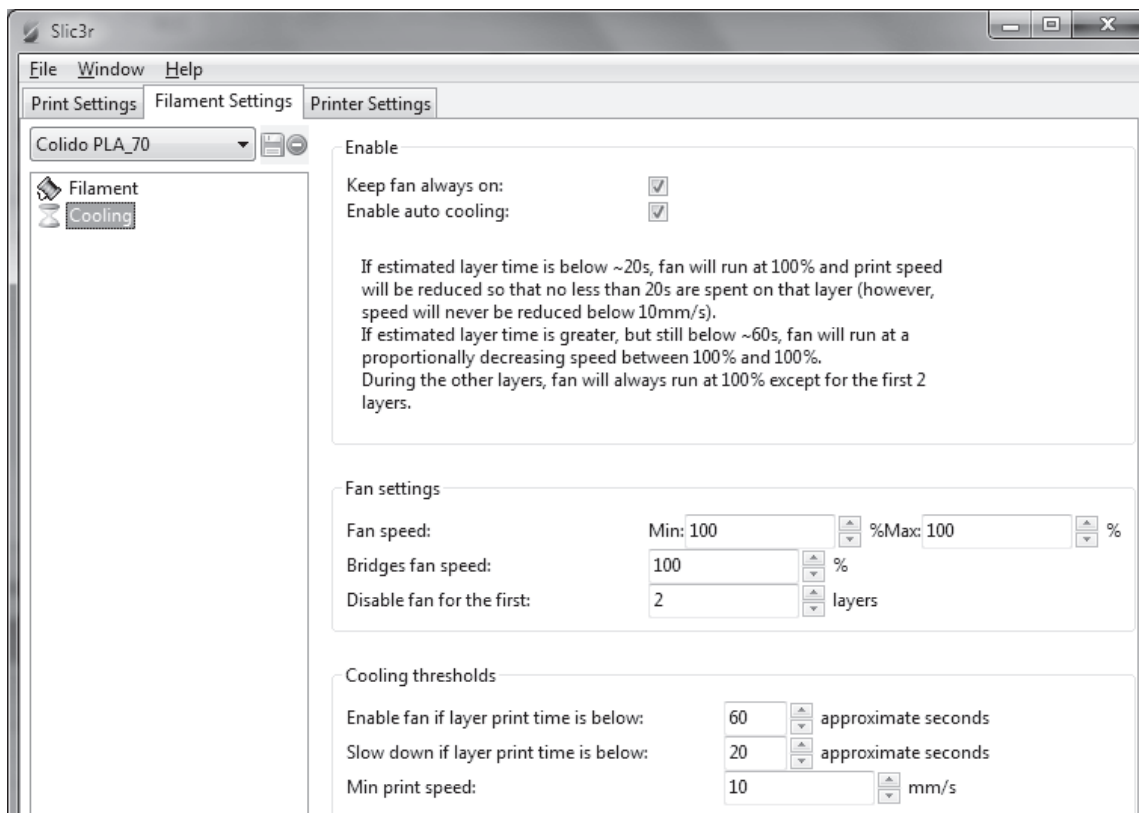 Slic3r
File Window Help
Print Settings Filament Settings Printer Settings
Colido PLA_70
Filament
Cooling
Enable
Keep fan always on:
Enable auto cooling:
If estimated layer time is below ~20s, fan will run at 100% and print speed
will be reduced so that no less than 20s are spent on that layer (however,
speed will never be reduced below 10mm/s).
If estimated layer time is greater, but still below ~60s, fan will run at a
proportionally decreasing speed between 100% and 100%.
During the other layers, fan will always run at 100% except for the first 2
layers.
Fan settings
Fan speed: Min: 100 %Max: 100 %
Bridges fan speed: 100 %
Disable fan for the first: 2 layers
Cooling thresholds
Enable fan if layer print time is below: 60 approximate seconds
Slow down if layer print time is below: 20 approximate seconds
Min print speed: 10 mm/s